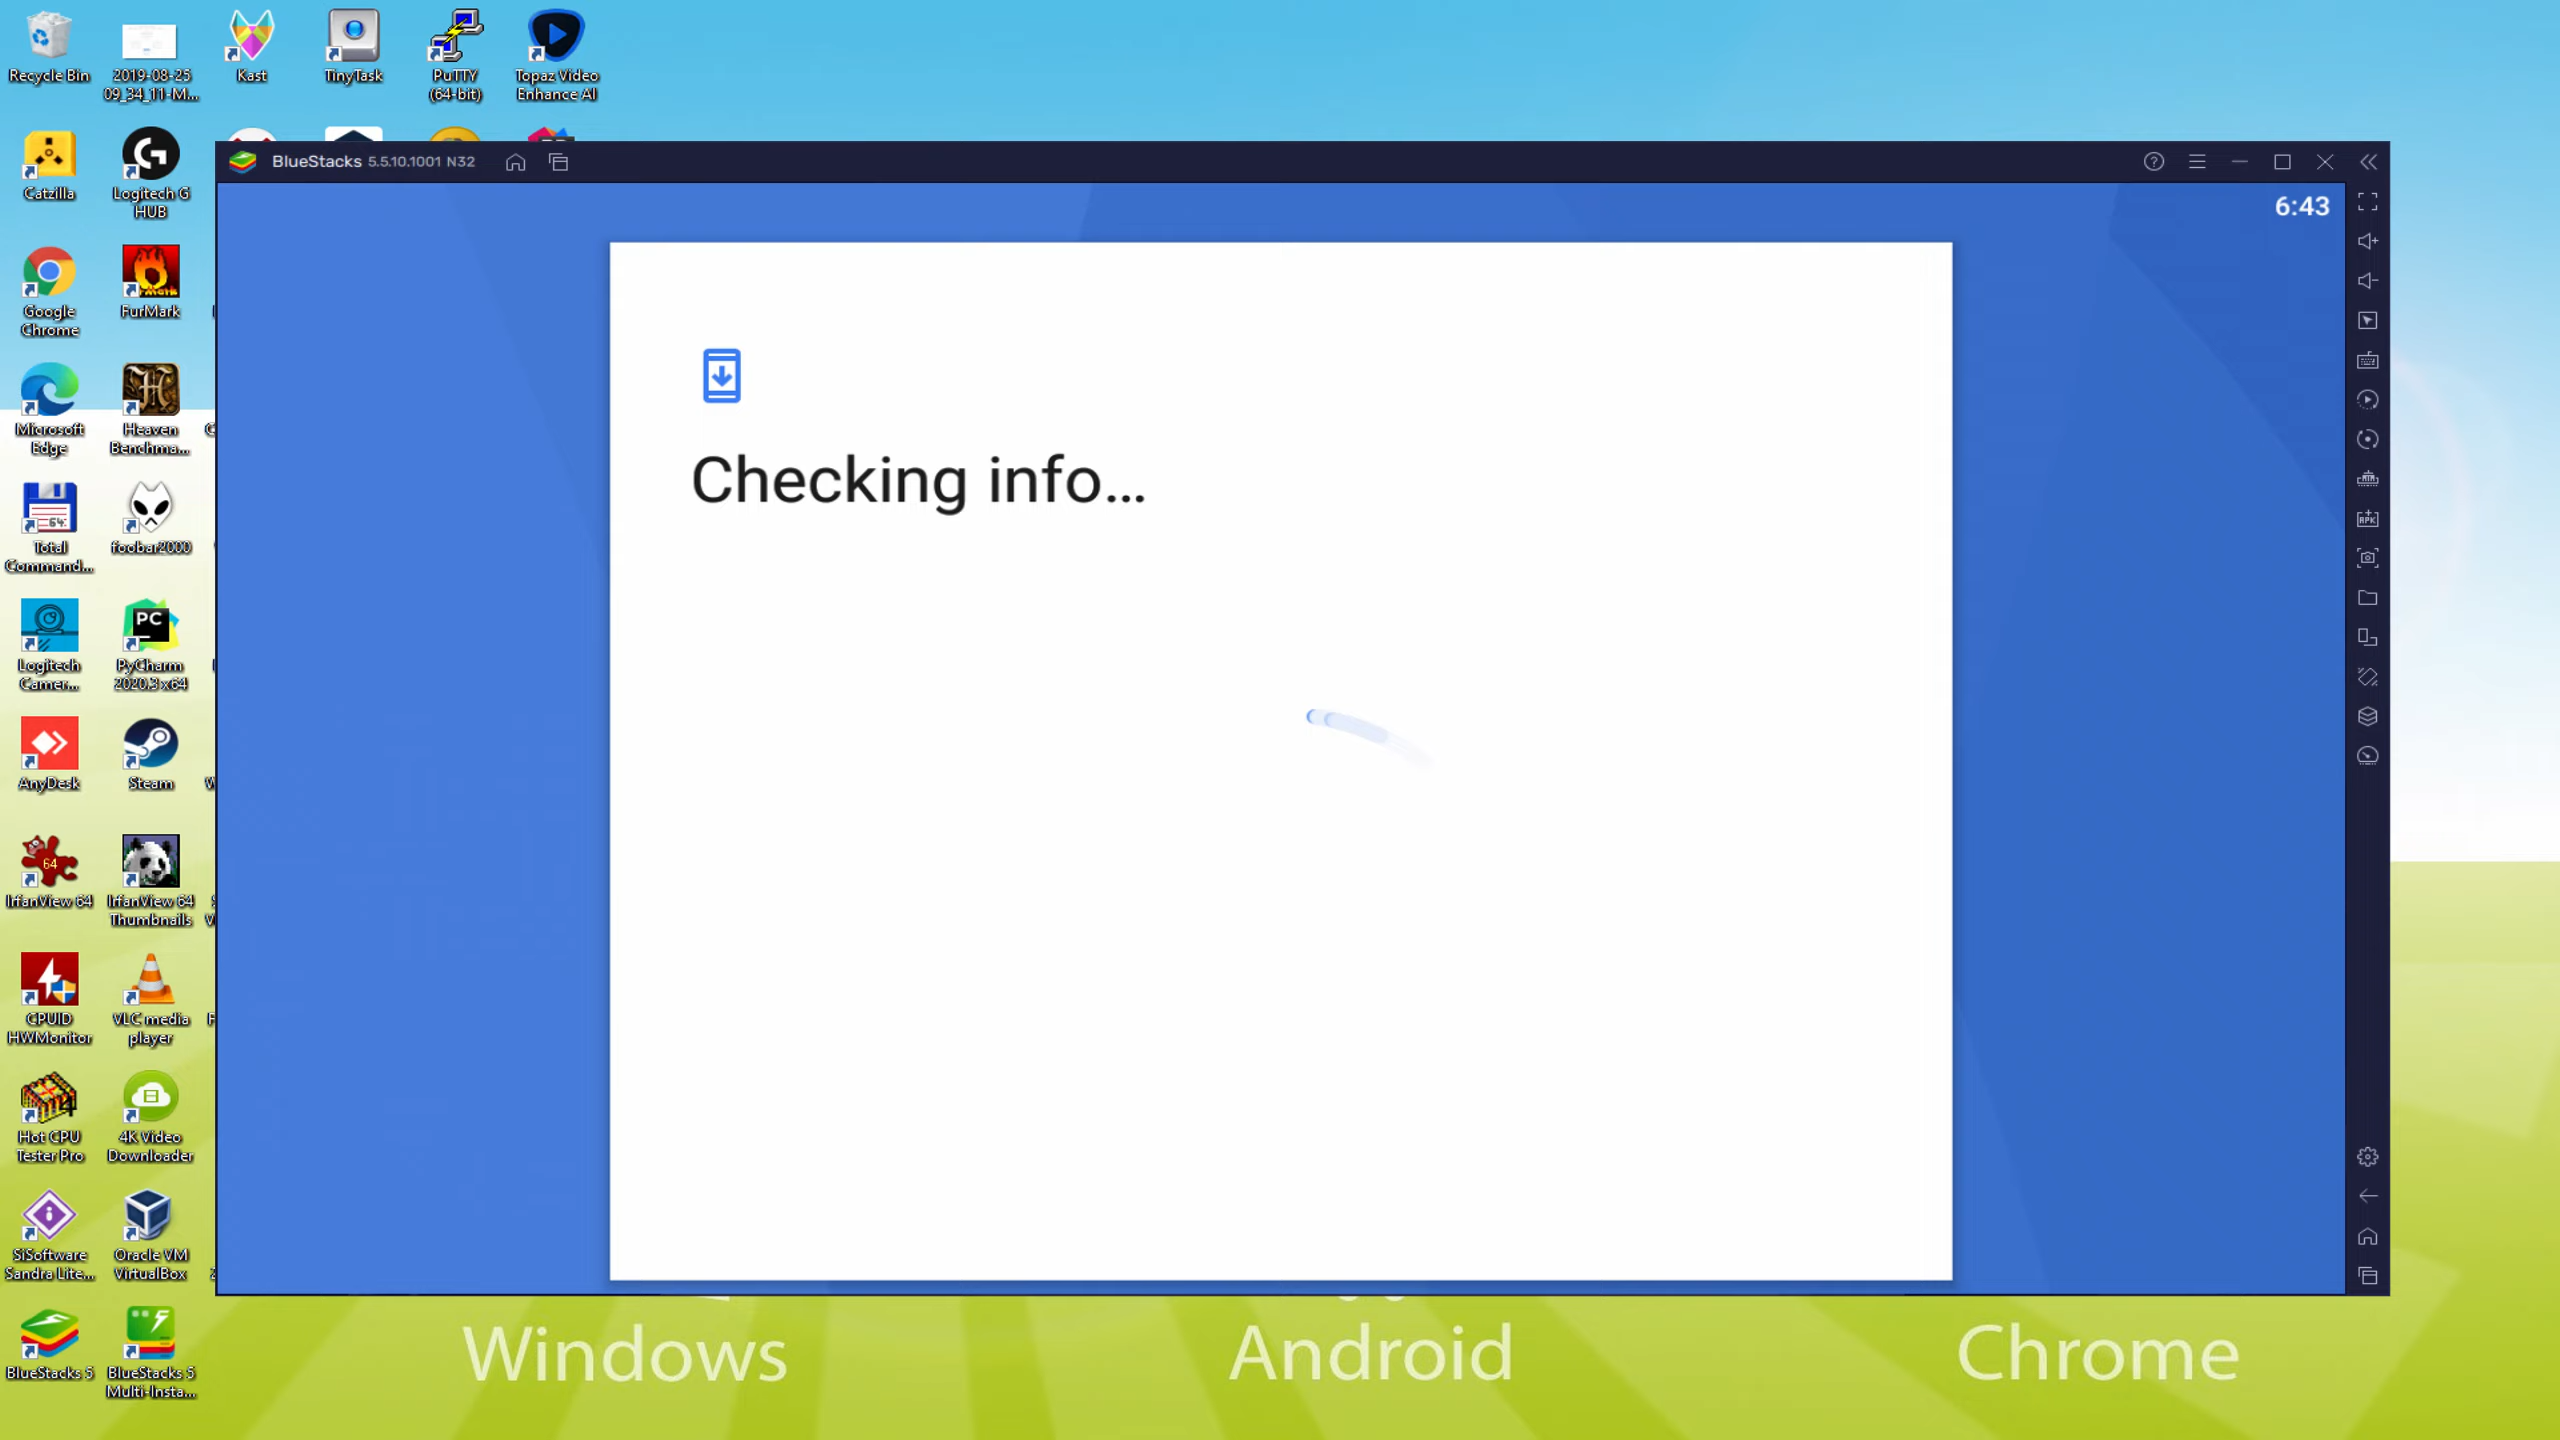 Recycle Bin
2019-08-25
09_34_11-M...
Kast
TinyTask
PuTTY
(64-bit)
Topaz Video
Enhance AI
Catzilla
Logitech G
HUB
BlueStacks 5.5.10.1001 N32
6:43
Google
Chrome
FurMark
Microsoft
Edge
Heaven
Benchma...
Checking info...
Total
Command...
64
foobar2000
Logitech
Camer...
PC
PyCharm
2020.3 x64
AnyDesk
Steam
64
IrfanView 64
IrfanView 64
Thumbnails
CPUID
HWMonitor
VLC media
player
Hot CPU
Tester Pro
4K Video
Downloader
SiSoftware
Sandra Lite...
Oracle VM
VirtualBox
BlueStacks 5
BlueStacks 5
Multi-Insta...
APK
Windows
Android
Chrome